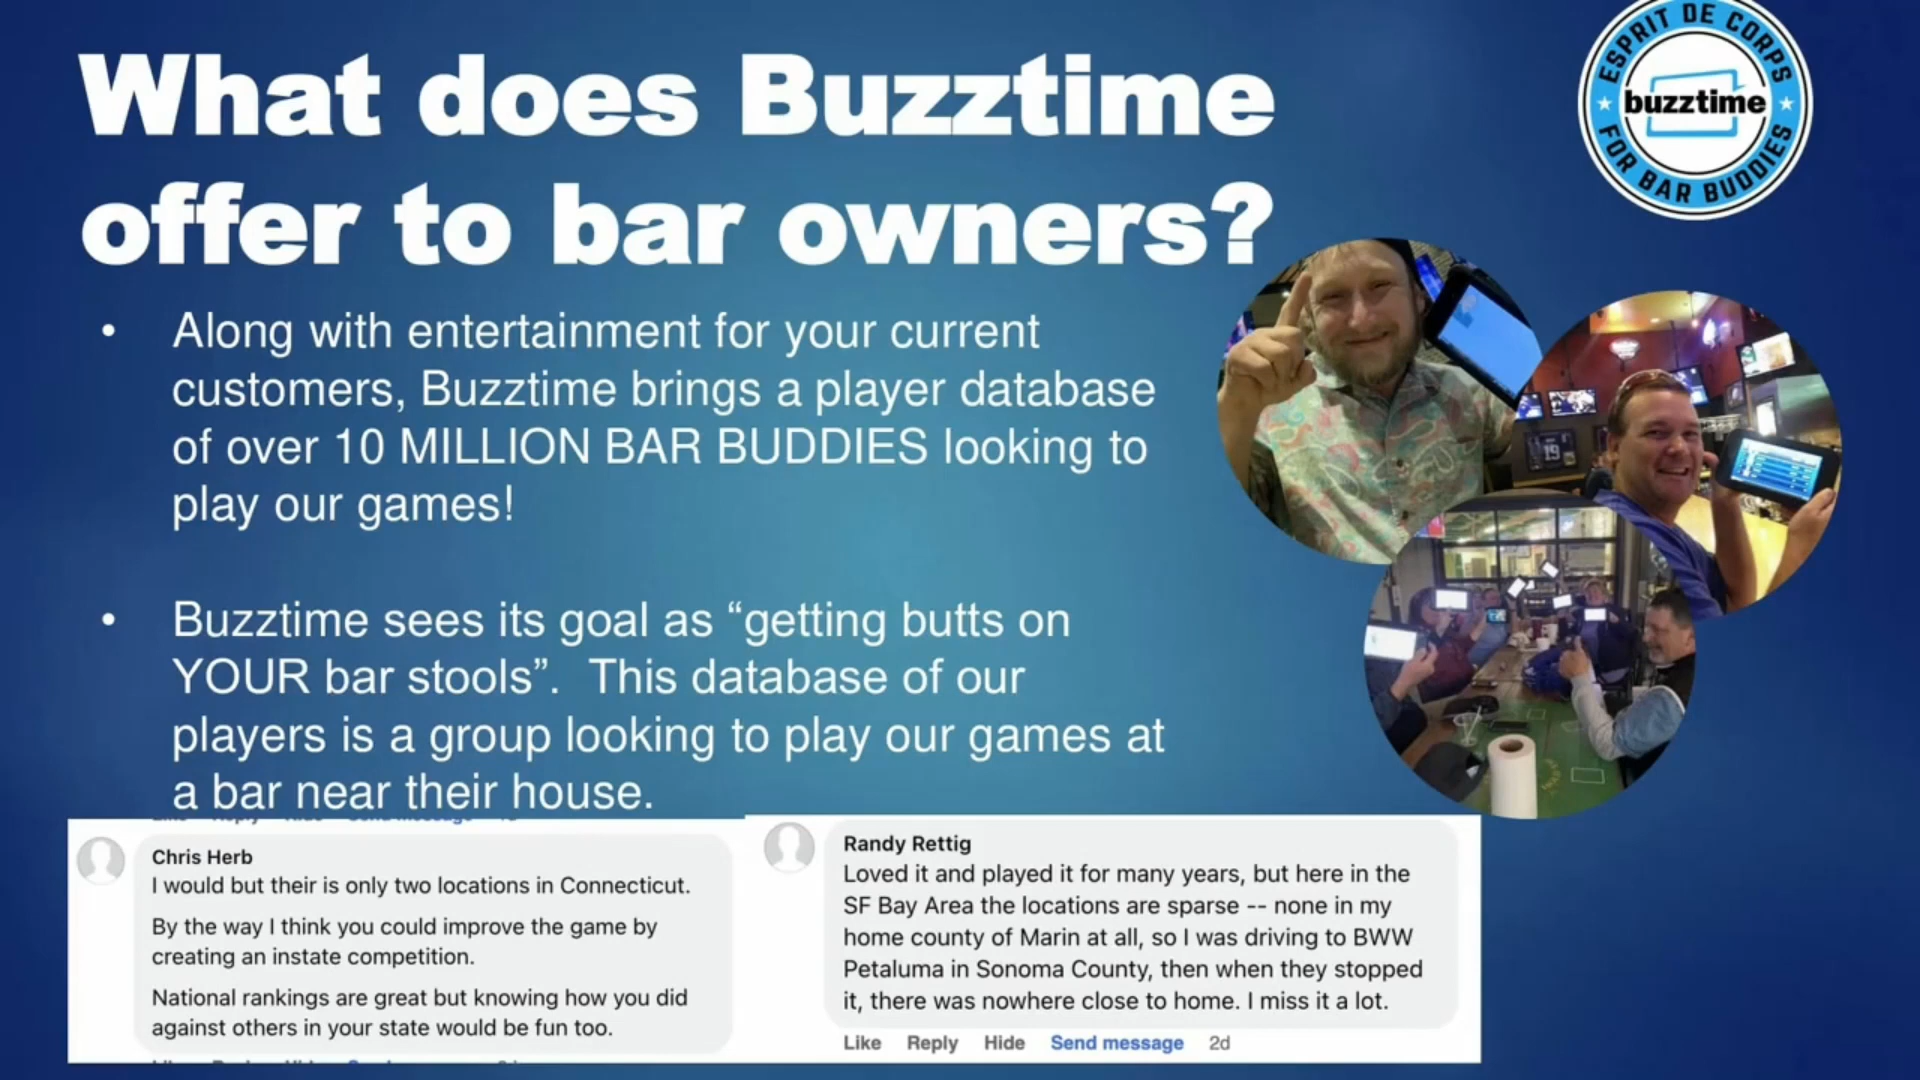 What does Buzztime
offer to bar owners?
ESPRIT DE CORPS
buzztime
FOR BAR BUDDIES
• Along with entertainment for your current
customers, Buzztime brings a player database
of over 10 MILLION BAR BUDDIES looking to
play our games!
• Buzztime sees its goal as “getting butts on
YOUR bar stools”. This database of our
players is a group looking to play our games at
a bar near their house.
19
Chris Herb
I would but their is only two locations in Connecticut.
By the way I think you could improve the game by
creating an instate competition.
National rankings are great but knowing how you did
against others in your state would be fun too.
Randy Rettig
Loved it and played it for many years, but here in the
SF Bay Area the locations are sparse -- none in my
home county of Marin at all, so I was driving to BWW
Petaluma in Sonoma County, then when they stopped
it, there was nowhere close to home. I miss it a lot.
Like Reply Hide Send message 2d